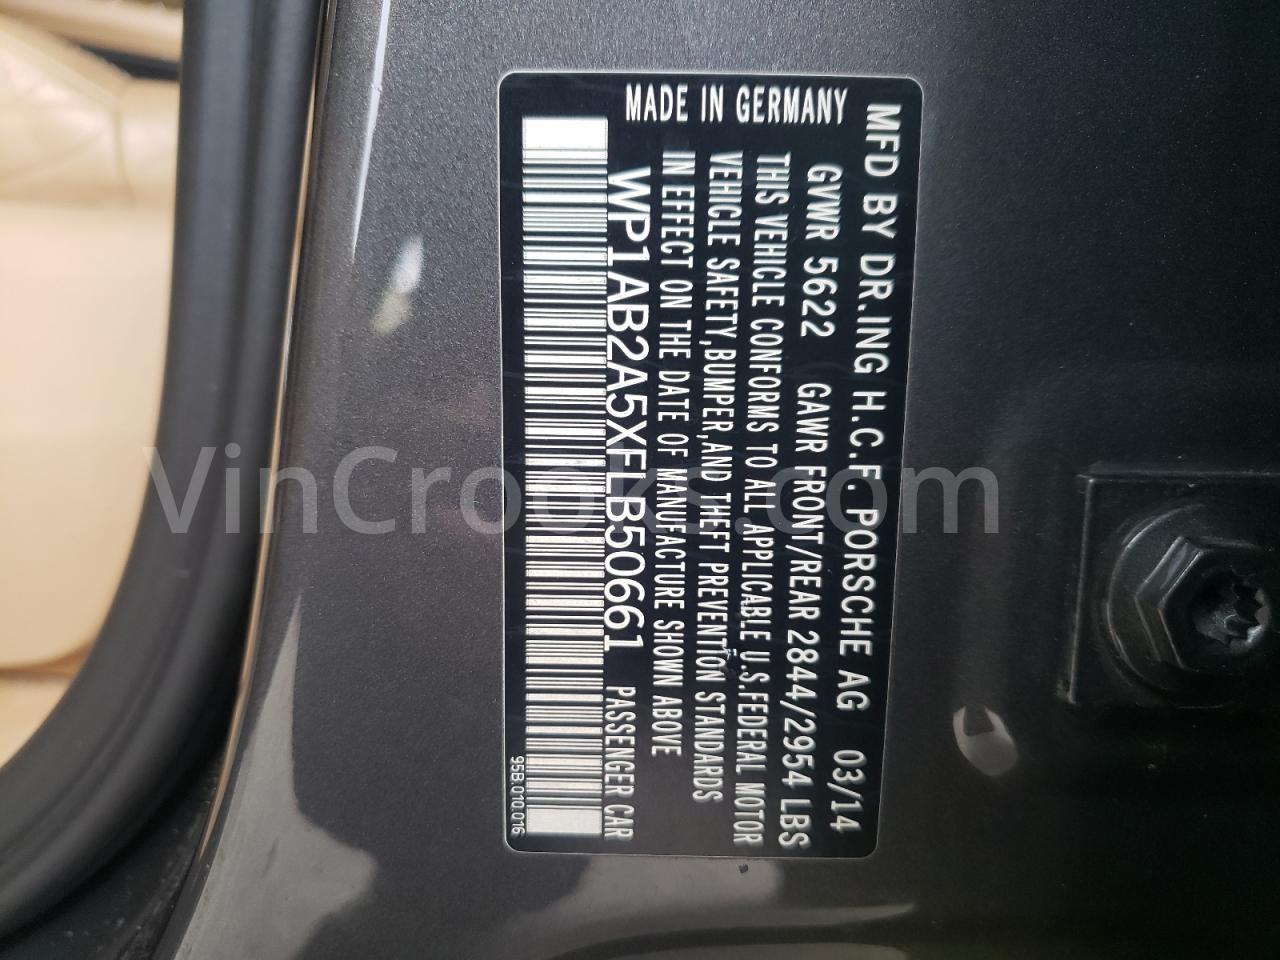 MFD BY DR.ING H.C.F. PORSCHE AG 03/14
GVWR 5622 GAWR FRONT/REAR 2844/2954 LBS
THIS VEHICLE CONFORMS TO ALL APPLICABLE U.S.FEDERAL MOTOR
VEHICLE SAFETY,BUMPER,AND THEFT PREVENTION STANDARDS
IN EFFECT ON THE DATE OF MANUFACTURE SHOWN ABOVE
MADE IN GERMANY
WP1AB2A5XFLB50661 PASSENGER CAR
95B.010.016
VinCrooks.com